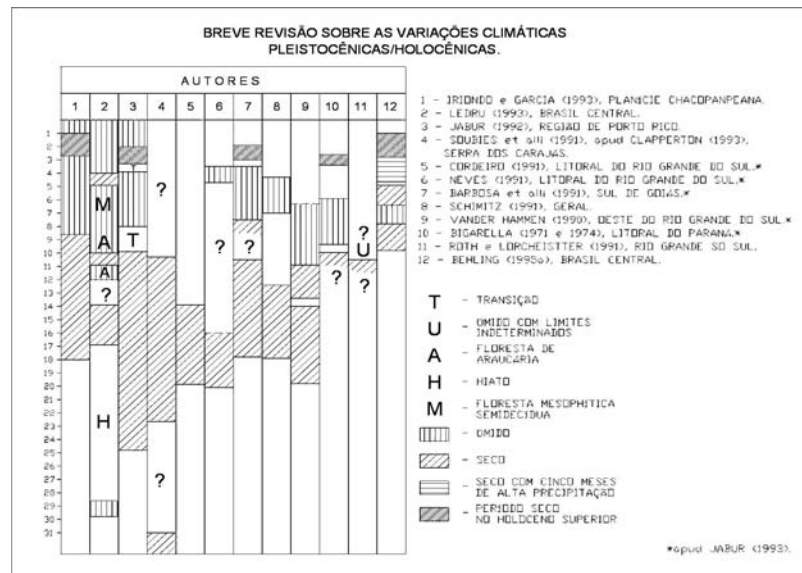 BREVE REVISÃO SOBRE AS VARIAÇÕES CLIMÁTICAS
PLEISTOCÊNICAS/HOLOCÊNICAS.
AUTORES
1 2 3 4 5 6 7 8 9 10 11 12
1
2
3
4
5
6
7
8
9
10
11
12
13
14
15
16
17
18
19
20
21
22
23
24
25
26
27
28
29
30
31
M
A
A
?
H
?
T
?
?
?
?
?
?
U
?
1 - IRIONDO e GARCIA (1993), PLANICIE CHACOPANPEANA.
2 - LEDRU (1993), BRASIL CENTRAL.
3 - JABUR (1992), REGIÃO DE PORTO RICO.
4 - SOUBIES et alli (1991), apud CLAPPERTON (1993),
SERRA DOS CARAJAS.
5 - CORDEIRO (1991), LITORAL DO RIO GRANDE DO SUL.*
6 - NEVES (1991), LITORAL DO RIO GRANDE DO SUL.*
7 - BARBOSA et alli (1991), SUL DE GOIÁS.*
8 - SCHIMITZ (1991), GERAL.
9 - VANDER HAMMEN (1990), OESTE DO RIO GRANDE DO SUL.*
10 - BIGARELLA (1971 e 1974), LITORAL DO PARANÁ.*
11 - ROTH e LORCHEISTTER (1991), RIO GRANDE SO SUL.
12 - BEHLING (1995a), BRASIL CENTRAL.
T - TRANSIÇÃO
U - ÚMIDO COM LIMITES
INDETERMINADOS
A - FLORESTA DE
ARAUCÁRIA
H - HIATO
M - FLORESTA MESOPHITICA
SEMIDECIDUA
- ÚMIDO
- SECO
- SECO COM CINCO MESES
DE ALTA PRECIPITAÇÃO
- PERIODO SECO
NO HOLOCENO SUPERIOR
*apud JABUR (1993).